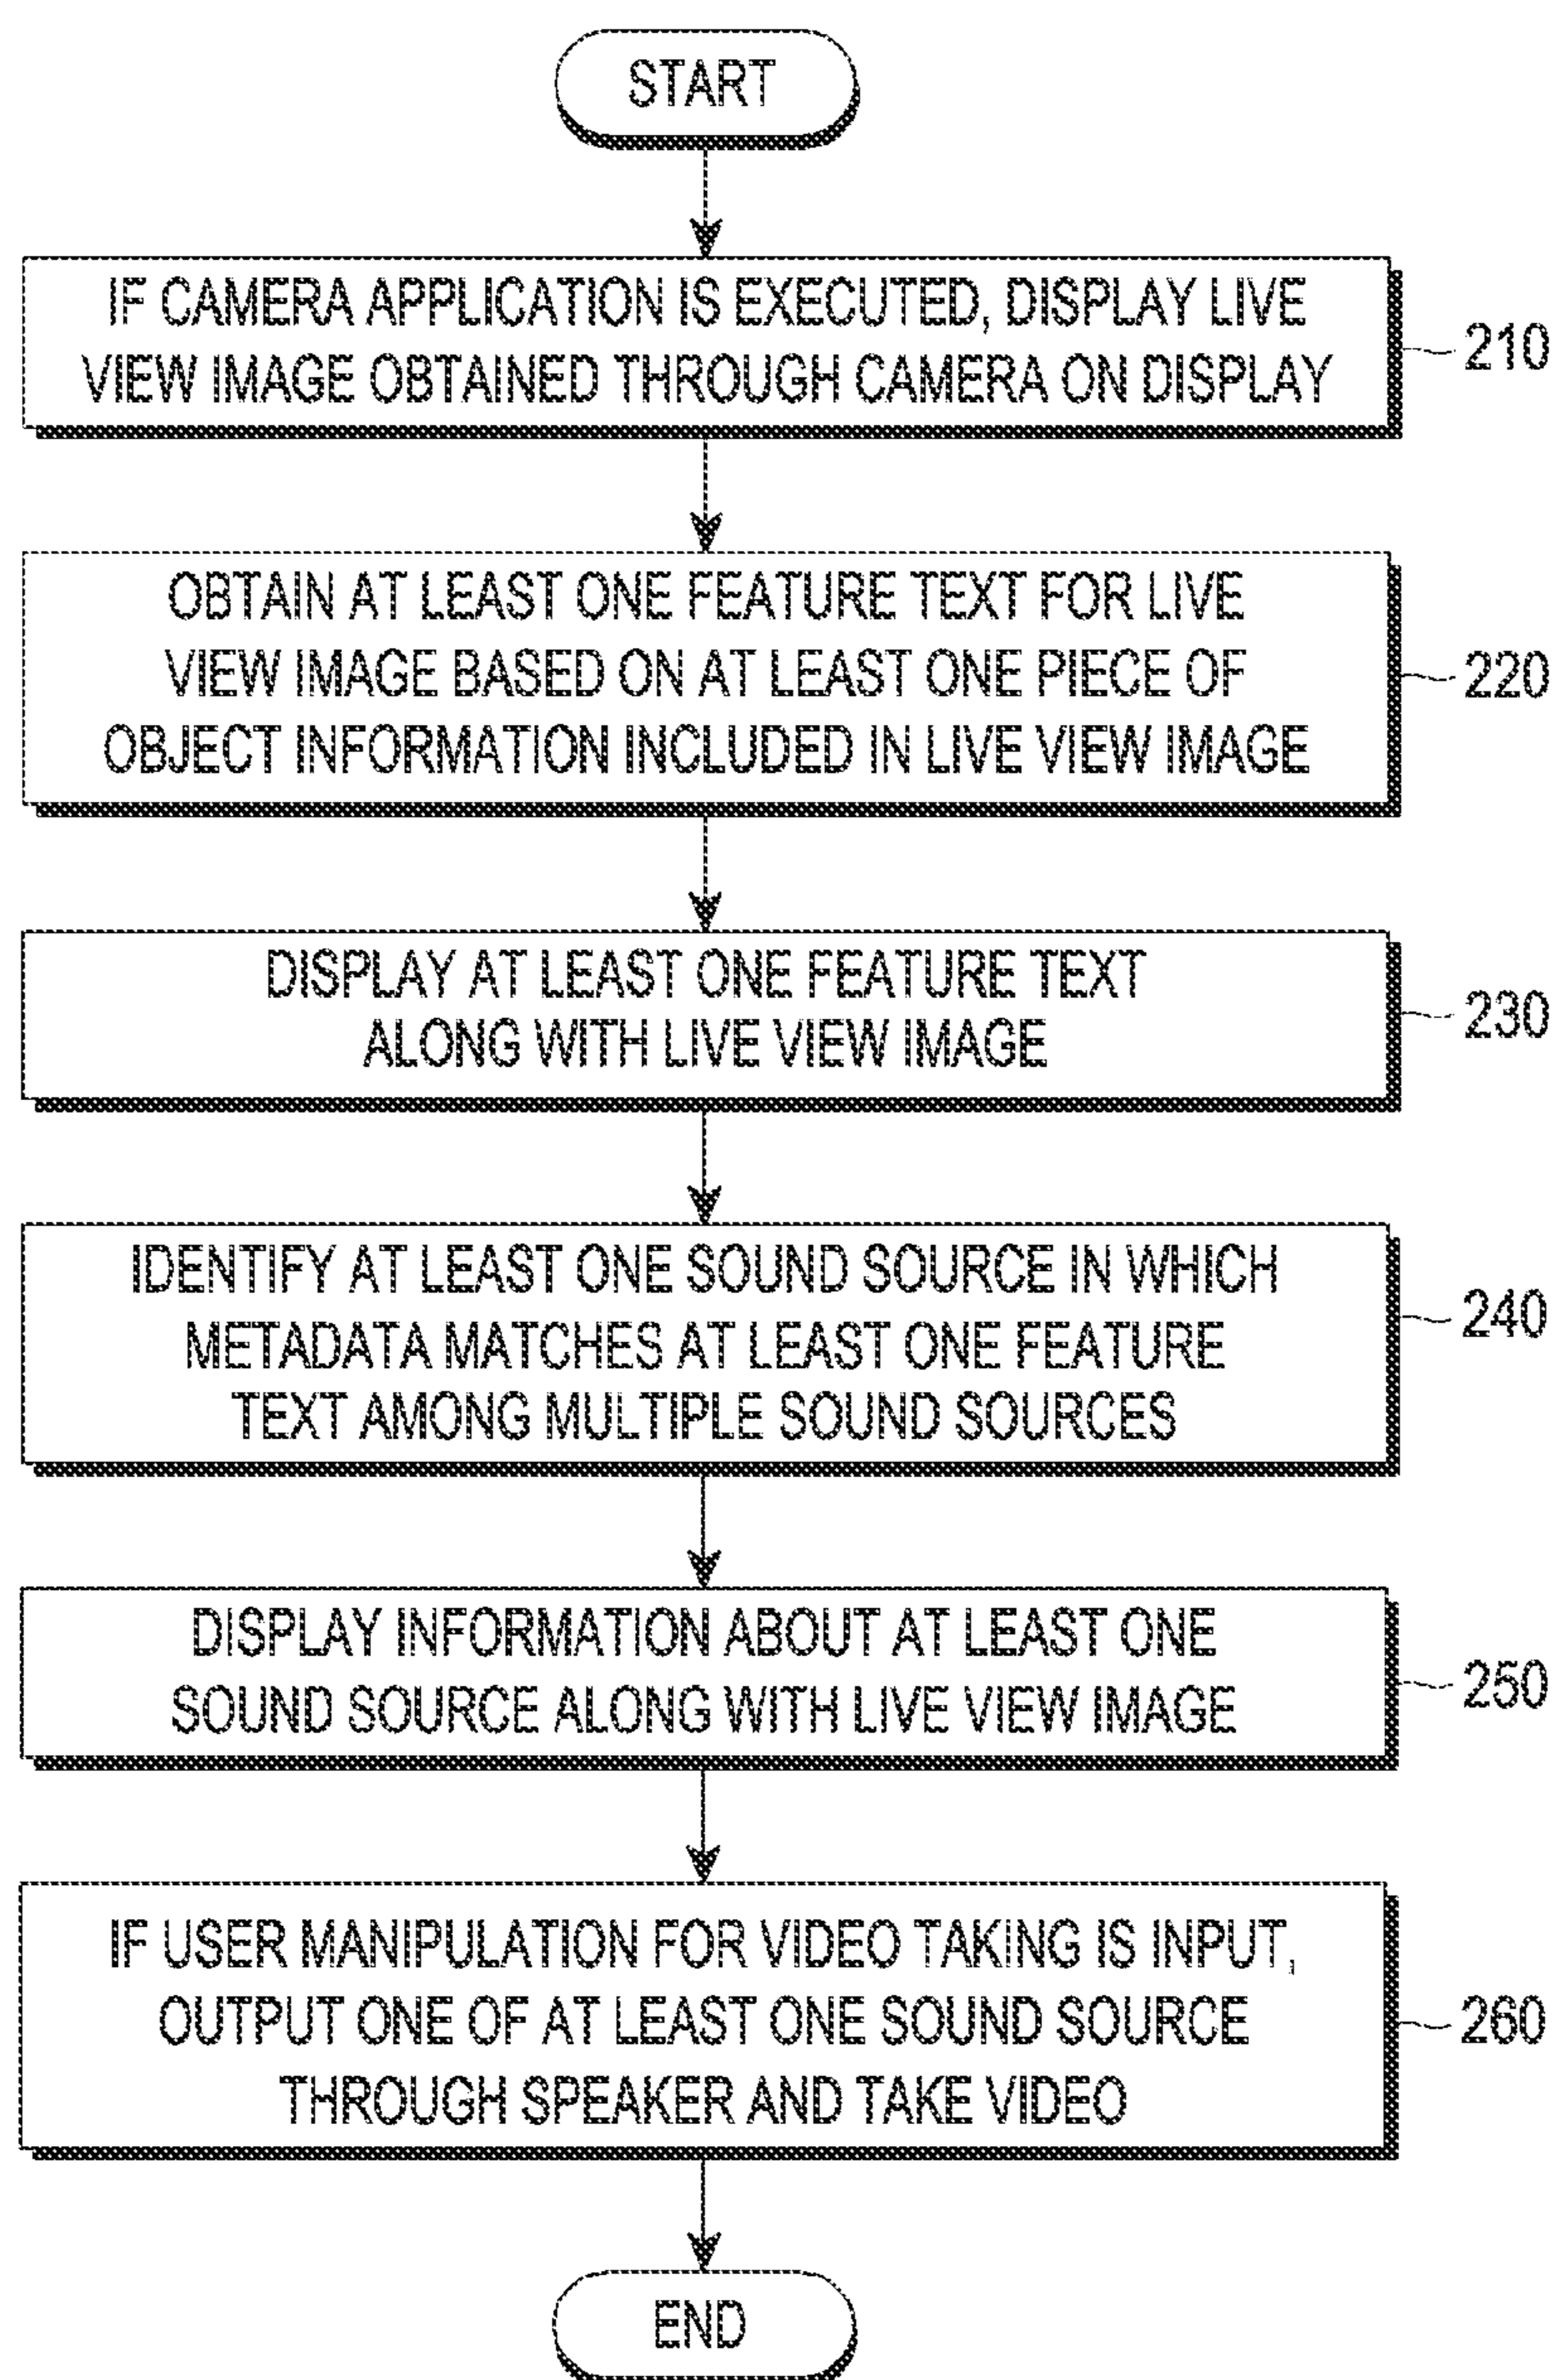 START
IF CAMERA APPLICATION IS EXECUTED, DISPLAY LIVE
VIEW IMAGE OBTAINED THROUGH CAMERA ON DISPLAY
210
OBTAIN AT LEAST ONE FEATURE TEXT FOR LIVE
VIEW IMAGE BASED ON AT LEAST ONE PIECE OF
OBJECT INFORMATION INCLUDED IN LIVE VIEW IMAGE
220
DISPLAY AT LEAST ONE FEATURE TEXT
ALONG WITH LIVE VIEW IMAGE
230
IDENTIFY AT LEAST ONE SOUND SOURCE IN WHICH
METADATA MATCHES AT LEAST ONE FEATURE
TEXT AMONG MULTIPLE SOUND SOURCES
240
DISPLAY INFORMATION ABOUT AT LEAST ONE
SOUND SOURCE ALONG WITH LIVE VIEW IMAGE
250
IF USER MANIPULATION FOR VIDEO TAKING IS INPUT,
OUTPUT ONE OF AT LEAST ONE SOUND SOURCE
THROUGH SPEAKER AND TAKE VIDEO
260
END